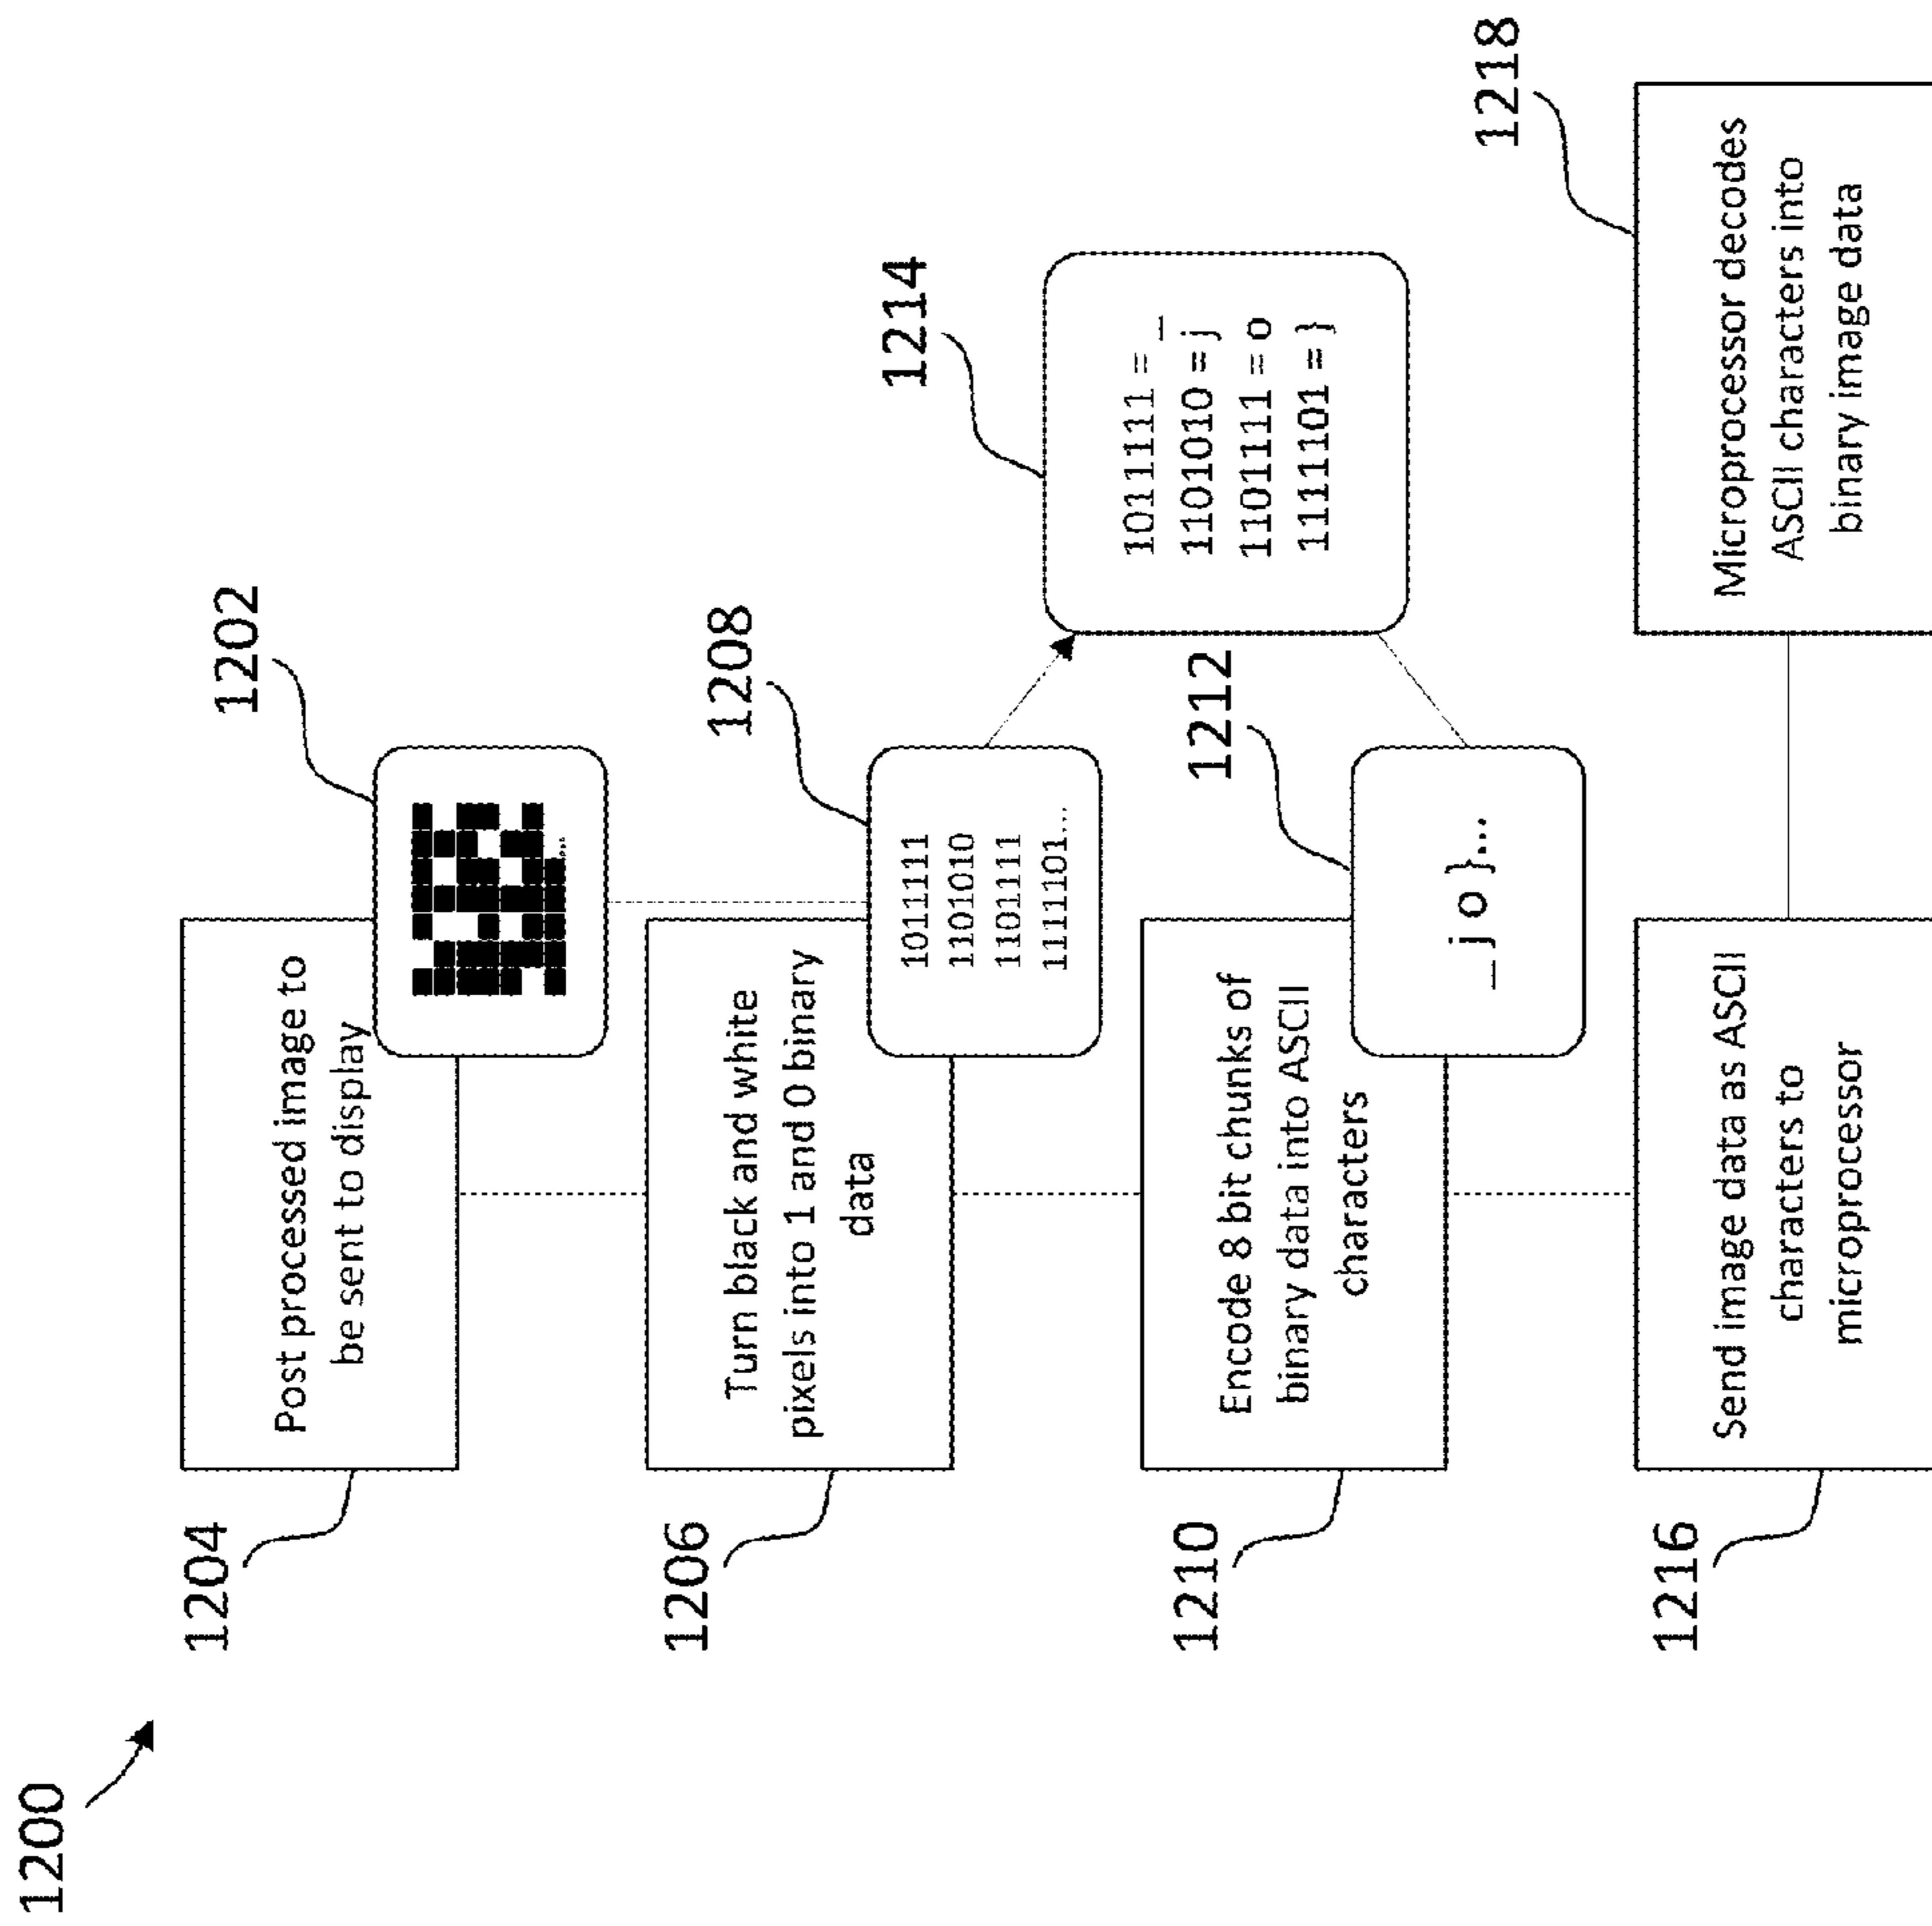 1200
1204
Post processed image to
be sent to display
1202
...
1206
Turn black and white
pixels into 1 and 0 binary
data
1208
1011111
1101010
1101111
1111101...
1210
Encode 8 bit chunks of
binary data into ASCII
characters
1212
_ j o }...
1214
1011111 = _
1101010 = j
1101111 = o
1111101 = }
1216
Send image data as ASCII
characters to
microprocessor
1218
Microprocessor decodes
ASCII characters into
binary image data